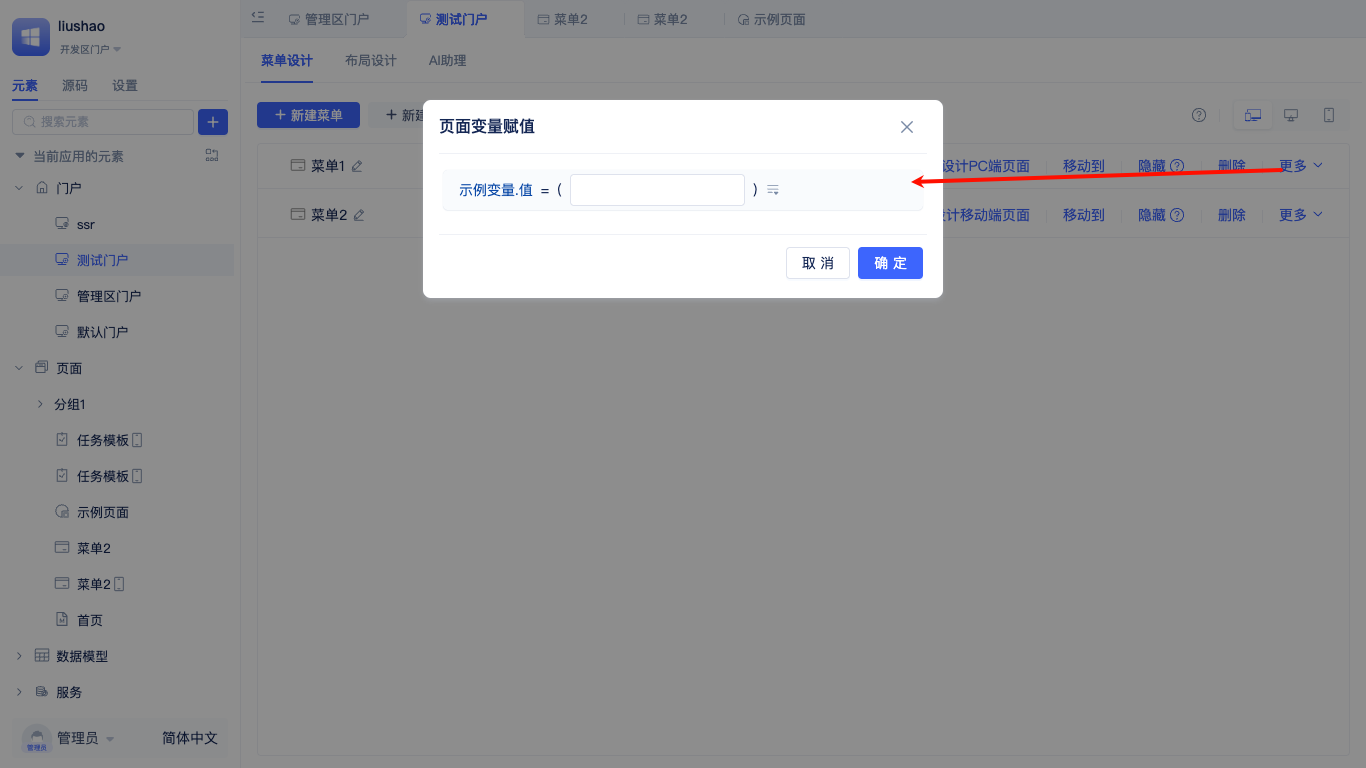 liushao
开发区门户
元素 源码 设置
搜索元素
当前应用的元素
门户
ssr
测试门户
管理区门户
默认门户
页面
分组1
任务模板
任务模板
示例页面
菜单2
菜单2
首页
数据模型
服务
管理员
管理员 简体中文
管理区门户 测试门户 菜单2 菜单2 示例页面
菜单设计 布局设计 AI助理
+ 新建菜单 + 新建
菜单1 设计PC端页面 移动到 隐藏 ? 删除 更多
菜单2 计移动端页面 移动到 隐藏 ? 删除 更多
页面变量赋值
示例变量.值 = ( )
取 消 确 定